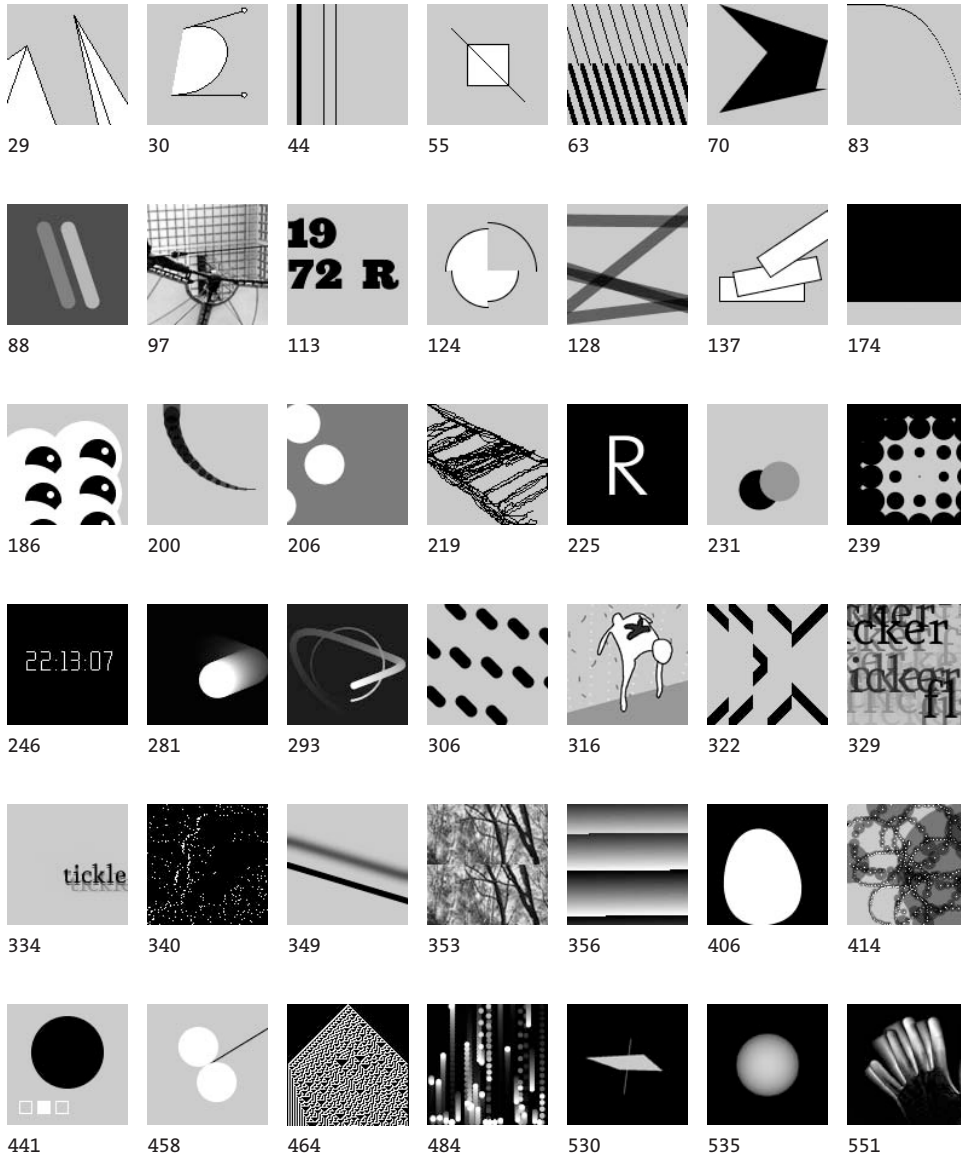 29 30 44 55 63 70 83
19
72 R
88 97 113 124 128 137 174
R
186 200 206 219 225 231 239
22:13:07
cker
icker
fl
246 281 293 306 316 322 329
tickle
334 340 349 353 356 406 414
441 458 464 484 530 535 551